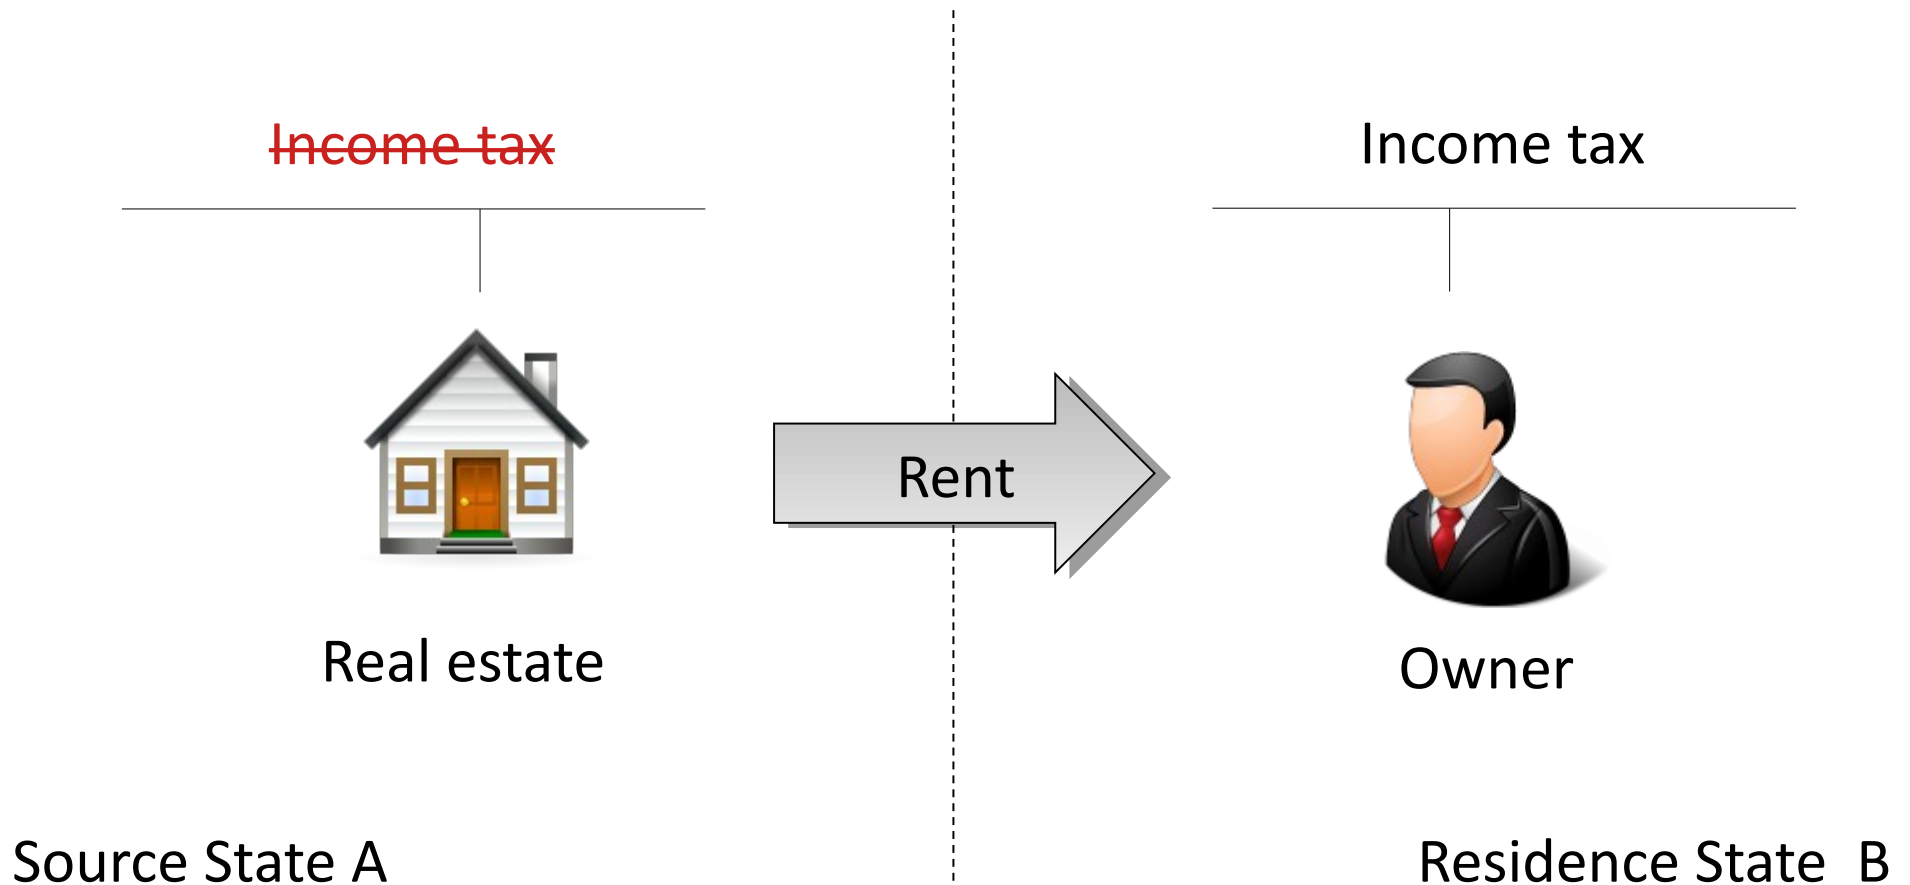 Income tax
Income tax
Rent
Real estate
Owner
Source State A
Residence State B